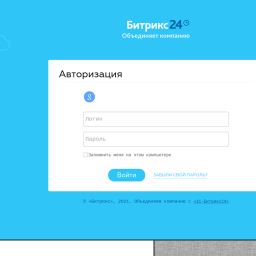 Битрикс24
Объединяет компанию
Авторизация
Логин
Пароль
Запомнить меня на этом компьютере
Войти
ЗАБЫЛИ СВОЙ ПАРОЛЬ?
© «Битрикс», 2021. Объединяем компанию с «1С-Битрикс24»